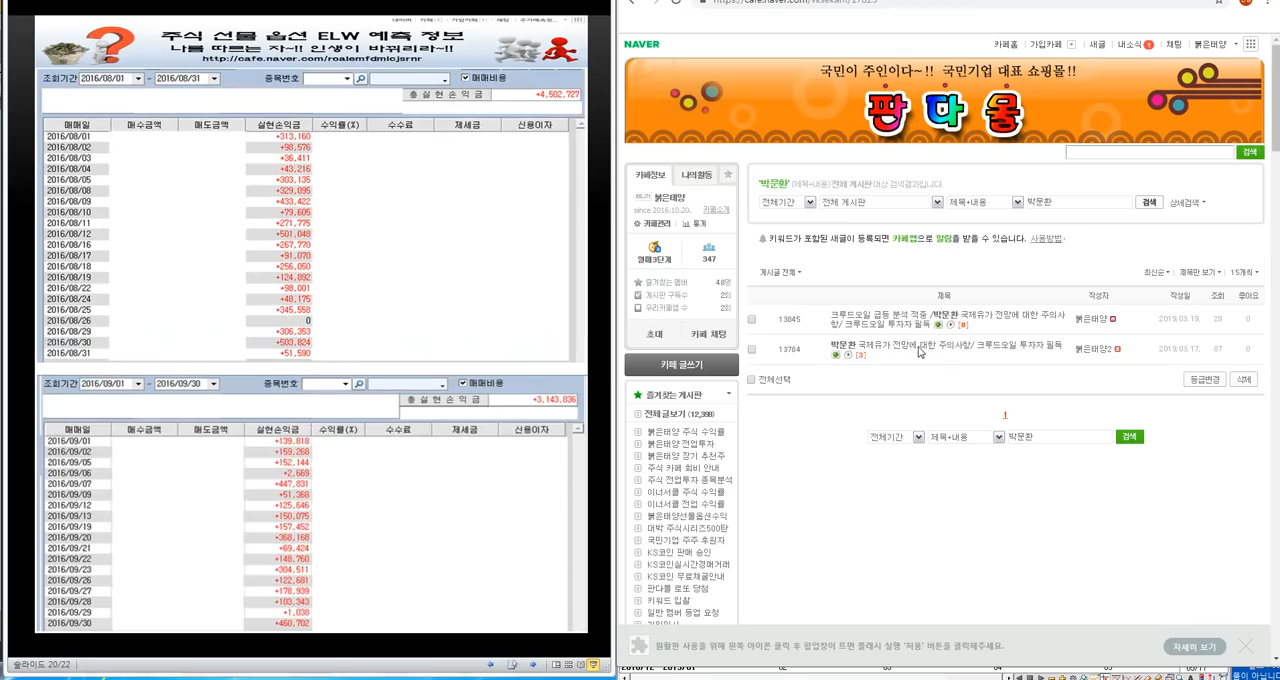 주식 선물 옵션 ELW 예측 정보
나를 따르는 자~!! 인생이 바뀌리라~!!
http://cafe.naver.com/roalemfdmlcjsrnr
조회기간 2016/08/01 ~ 2016/08/31 종목번호 매매비용
총 실 현 손 익 금 +4,502,727
매매일 매수금액 매도금액 실현손익금 수익률(%) 수수료 제세금 신용이자
2016/08/01 +313,160
2016/08/02 +98,576
2016/08/03 +36,411
2016/08/04 +43,216
2016/08/05 +303,135
2016/08/08 +329,095
2016/08/09 +433,422
2016/08/10 +79,605
2016/08/11 +271,775
2016/08/12 +501,048
2016/08/16 +267,770
2016/08/17 +91,070
2016/08/18 +256,050
2016/08/19 +124,892
2016/08/22 +98,001
2016/08/24 +48,175
2016/08/25 +345,558
2016/08/26 0
2016/08/29 +306,353
2016/08/30 +503,824
2016/08/31 +51,590
조회기간 2016/09/01 ~ 2016/09/30 종목번호 매매비용
총 실 현 손 익 금 +3,143,836
매매일 매수금액 매도금액 실현손익금 수익률(%) 수수료 제세금 신용이자
2016/09/01 +139,818
2016/09/02 +159,268
2016/09/05 +152,144
2016/09/06 +2,669
2016/09/07 +447,831
2016/09/09 +51,368
2016/09/12 +125,646
2016/09/13 +150,075
2016/09/19 +157,452
2016/09/20 +368,168
2016/09/21 +69,424
2016/09/22 +148,760
2016/09/23 +304,511
2016/09/26 +122,681
2016/09/27 +178,939
2016/09/28 +103,343
2016/09/29 +1,038
2016/09/30 +460,702
슬라이드 20/22
NAVER
카페홈 가입카페 새글 내소식 1 채팅 붉은태양
국민이 주인이다~!! 국민기업 대표 쇼핑몰!!
판다몰
검색
카페정보 나의활동
붉은태양
since 2016.10.20. 카페소개
카페관리 통계
열매3단계 347
즐겨찾는 멤버 48명
게시판 구독수 2회
우리카페앱 수 2회
초대 카페 채팅
카페 글쓰기
즐겨찾는 게시판
전체글보기 (12,398)
붉은태양 주식 수익률
붉은태양 전업투자
붉은태양 장기 추천주
주식 카페 회비 안내
주식 전업투자 종목분석
이너서클 주식 수익률
이너서클 전업 수익률
붉은태양선물옵션수익
대박 주식시리즈500탄
국민기업 주주 후원자
KS코인 판매 승인
KS코인실시간경매거래
KS코인 무료채굴안내
판다몰 로또 당첨
키워드 입찰
일반 멤버 등업 요청
'박문환' (제목+내용) 전체 게시판 대상 검색결과입니다.
전체기간 전체 게시판 제목+내용 박문환 검색 상세검색
키워드가 포함된 새글이 등록되면 카페앱으로 알림을 받을 수 있습니다. 사용방법
게시글 전체 최신순 제목만 보기 15개씩
제목 작성자 작성일 조회 좋아요
13845 크루드오일 급등 분석 적중 /박문환 국제유가 전망에 대한 주의사항/ 크루드오일 투자자 필독 [8] 붉은태양 2019.03.19. 29 0
13784 박문환 국제유가 전망에 대한 주의사항/ 크루드오일 투자자 필독 [3] 붉은태양2 2019.03.17. 67 0
전체선택 등급변경 삭제
1
전체기간 제목+내용 박문환 검색
원활한 사용을 위해 왼쪽 아이콘 클릭 후 팝업창이 뜨면 플래시 실행 '허용' 버튼을 클릭해주세요. 자세히 보기